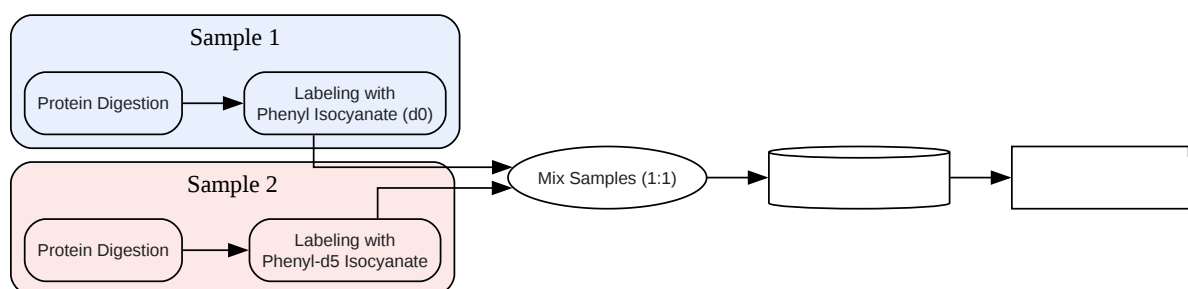 Sample 1
Protein Digestion
Labeling with
Phenyl Isocyanate (d0)
Sample 2
Protein Digestion
Labeling with
Phenyl-d5 Isocyanate
Mix Samples (1:1)